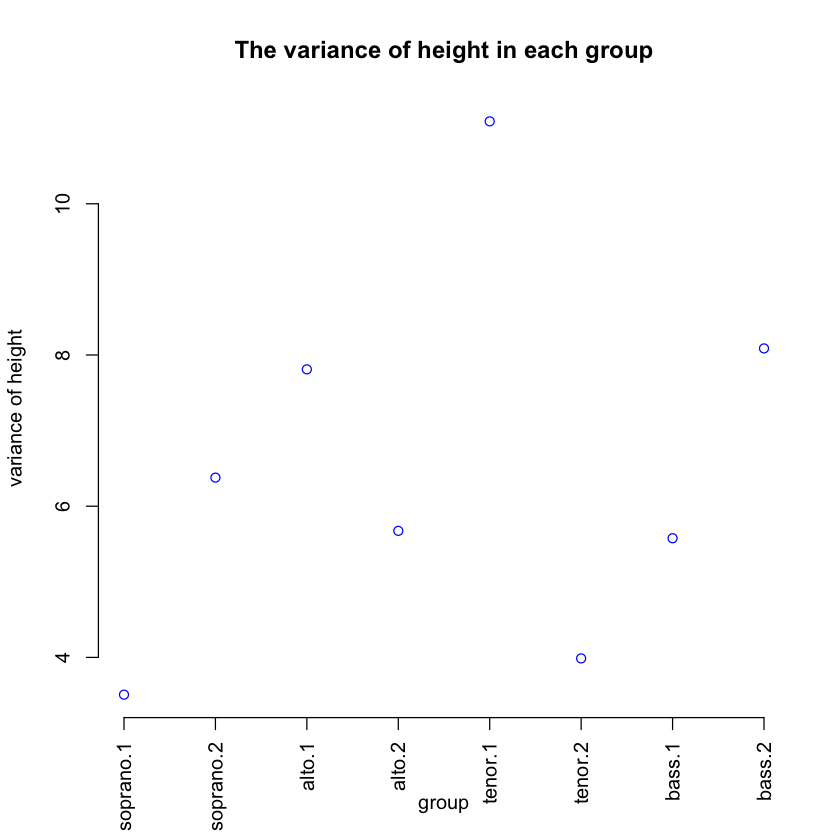 The variance of height in each group
variance of height
10
8
6
4
soprano.1
soprano.2
alto.1
alto.2
tenor.1
tenor.2
bass.1
bass.2
group